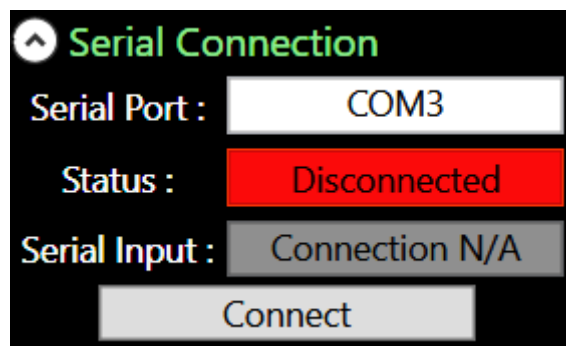 Serial Connection
Serial Port : COM3
Status : Disconnected
Serial Input : Connection N/A
Connect